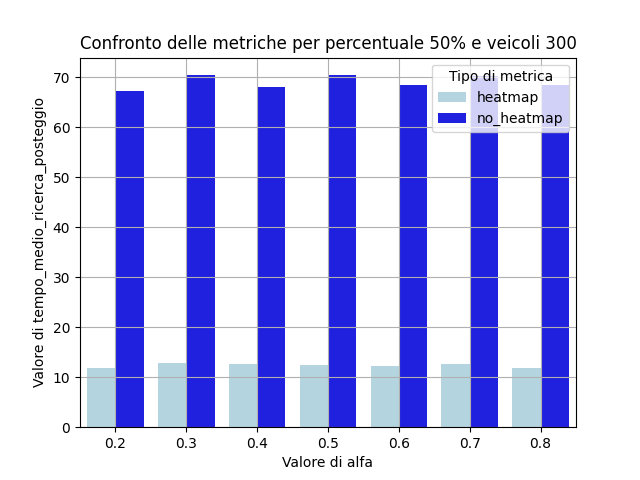 Confronto delle metriche per percentuale 50% e veicoli 300
Valore di tempo_medio_ricerca_posteggio
70
60
50
40
30
20
10
0
Tipo di metrica
heatmap
no_heatmap
0.2 0.3 0.4 0.5 0.6 0.7 0.8
Valore di alfa